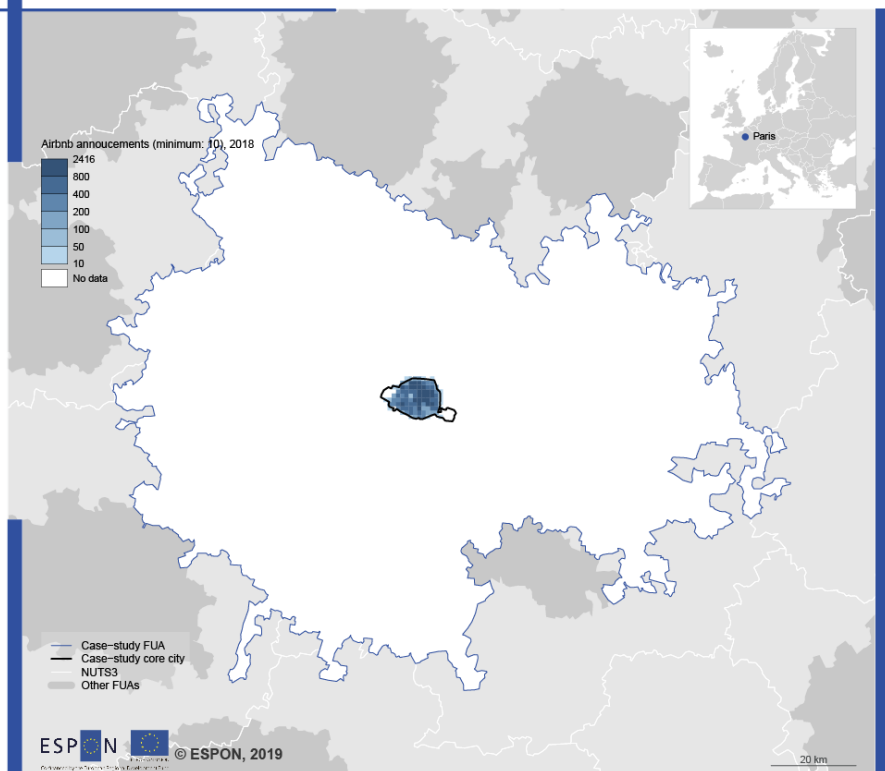 Airbnb annoucements (minimum: 10), 2018
2416
800
400
200
100
50
10
No data
Paris
Case-study FUA
Case-study core city
NUTS3
Other FUAs
ESPON
© ESPON, 2019
20 km